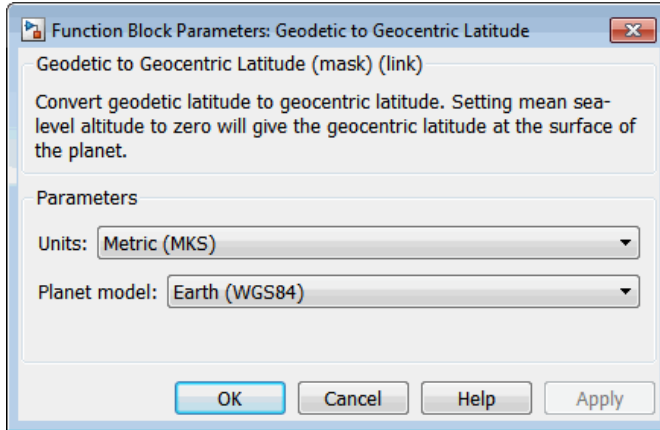 Function Block Parameters: Geodetic to Geocentric Latitude
Geodetic to Geocentric Latitude (mask) (link)
Convert geodetic latitude to geocentric latitude. Setting mean sea-
level altitude to zero will give the geocentric latitude at the surface of
the planet.
Parameters
Units: Metric (MKS)
Planet model: Earth (WGS84)
OK Cancel Help Apply